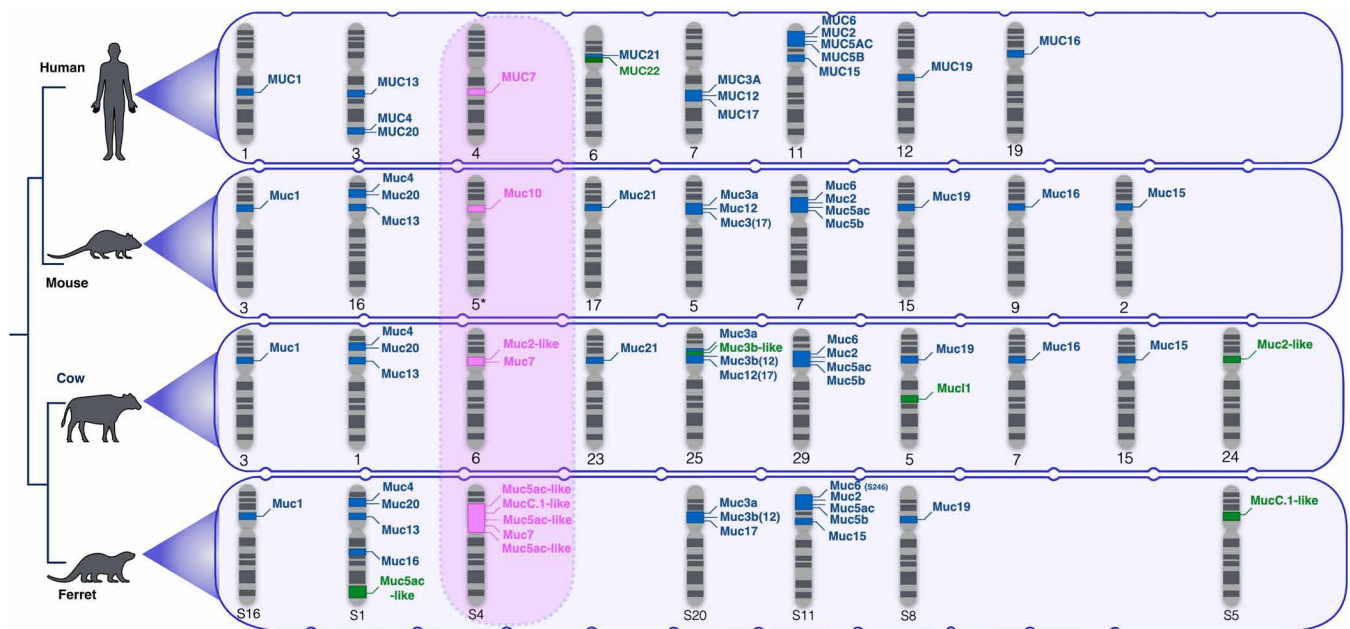 Human
MUC1
1
MUC13
MUC4
MUC20
3
MUC7
4
MUC21
MUC22
6
MUC3A
MUC12
MUC17
7
MUC6
MUC2
MUC5AC
MUC5B
MUC15
11
MUC19
12
MUC16
19
Mouse
Muc1
3
Muc4
Muc20
Muc13
16
Muc10
5*
Muc21
17
Muc3a
Muc12
Muc3(17)
5
Muc6
Muc2
Muc5ac
Muc5b
7
Muc19
15
Muc16
9
Muc15
2
Cow
Muc1
3
Muc4
Muc20
Muc13
1
Muc2-like
Muc7
6
Muc21
23
Muc3a
Muc3b-like
Muc3b(12)
Muc12(17)
25
Muc6
Muc2
Muc5ac
Muc5b
29
Muc19
Mucl1
5
Muc16
7
Muc15
15
Muc2-like
24
Ferret
Muc1
S16
Muc4
Muc20
Muc13
Muc16
Muc5ac
-like
S1
Muc5ac-like
MucC.1-like
Muc5ac-like
Muc7
Muc5ac-like
S4
Muc3a
Muc3b(12)
Muc17
S20
Muc6 (S246)
Muc2
Muc5ac
Muc5b
Muc15
S11
Muc19
S8
MucC.1-like
S5